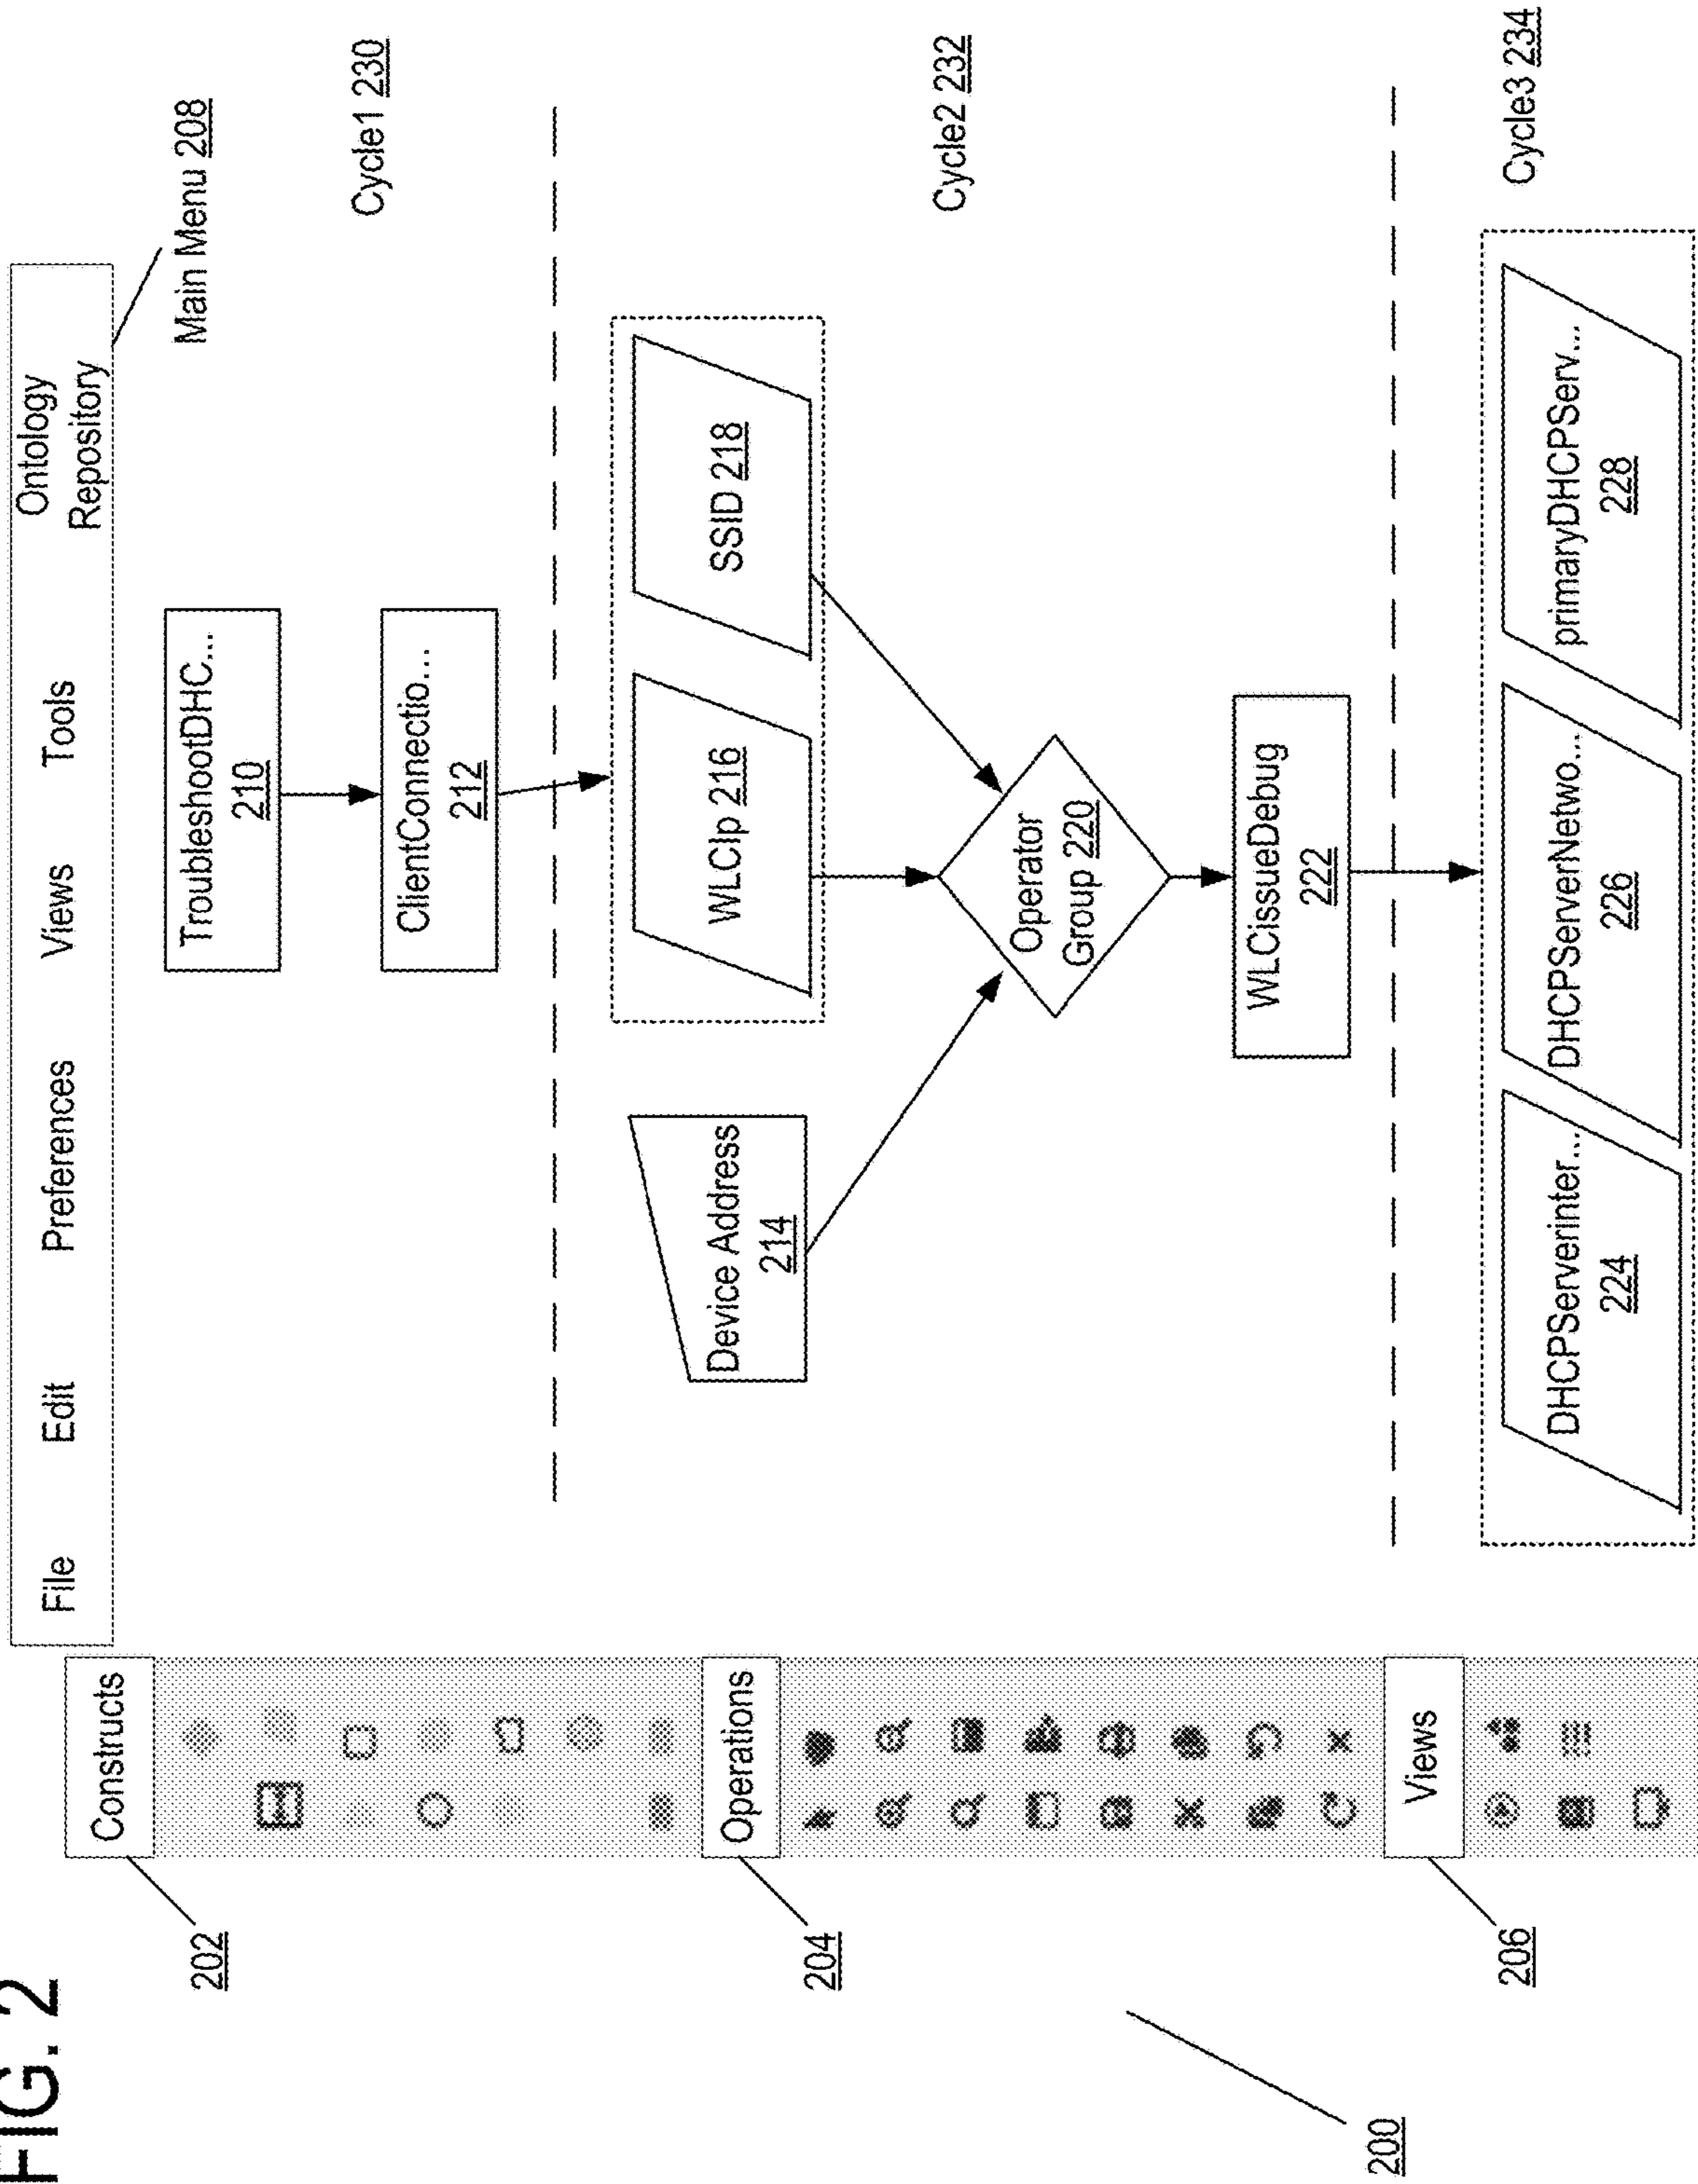 FIG. 2
File Edit Preferences Views Tools Ontology
Repository
Main Menu 208
Constructs
202
TroubleshootDHC...
210
Cycle1 230
ClientConnectio...
212
Device Address
214
WLCIp 216
SSID 218
Operations
204
Operator
Group 220
Cycle2 232
WLCissueDebug
222
Views
206
200
Cycle3 234
DHCPServerinter...
224
DHCPServerNetwo...
226
primaryDHCPServ...
228